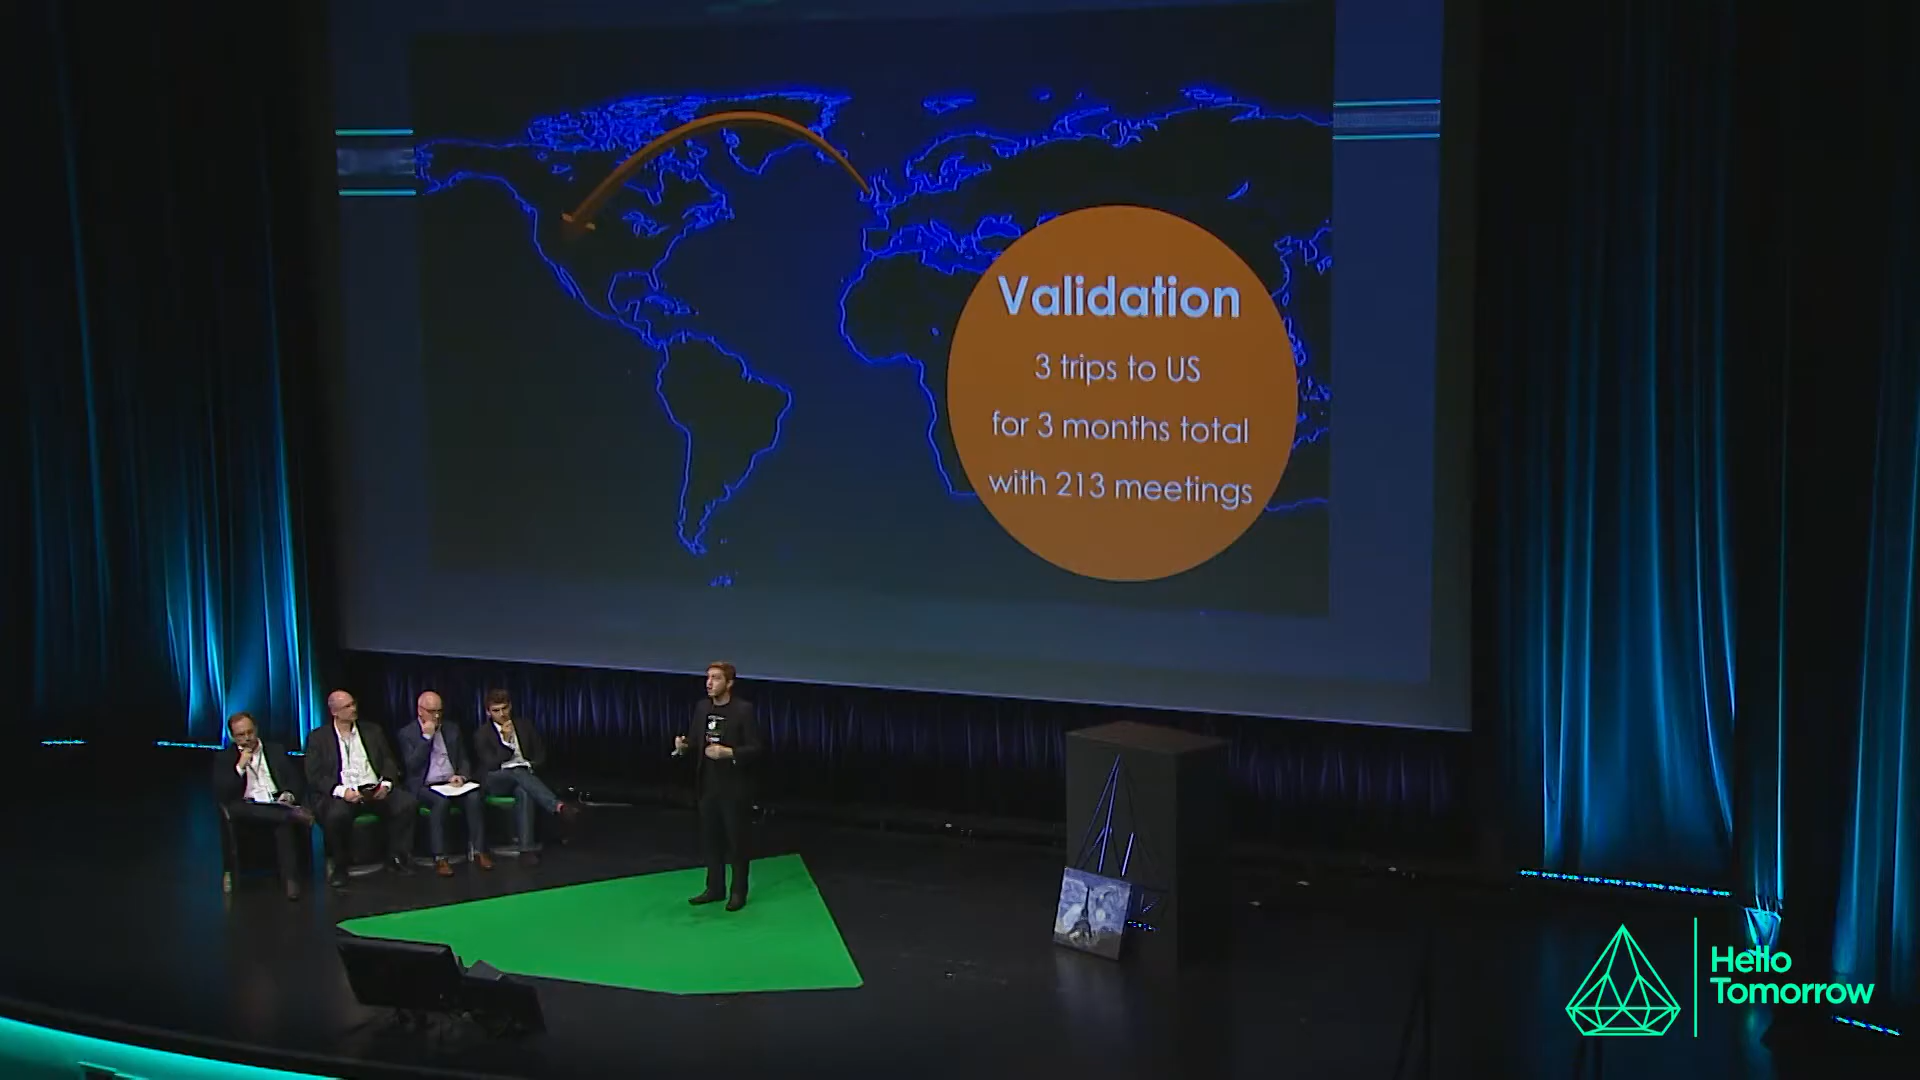 Validation
3 trips to US
for 3 months total
with 213 meetings
Hello
Tomorrow